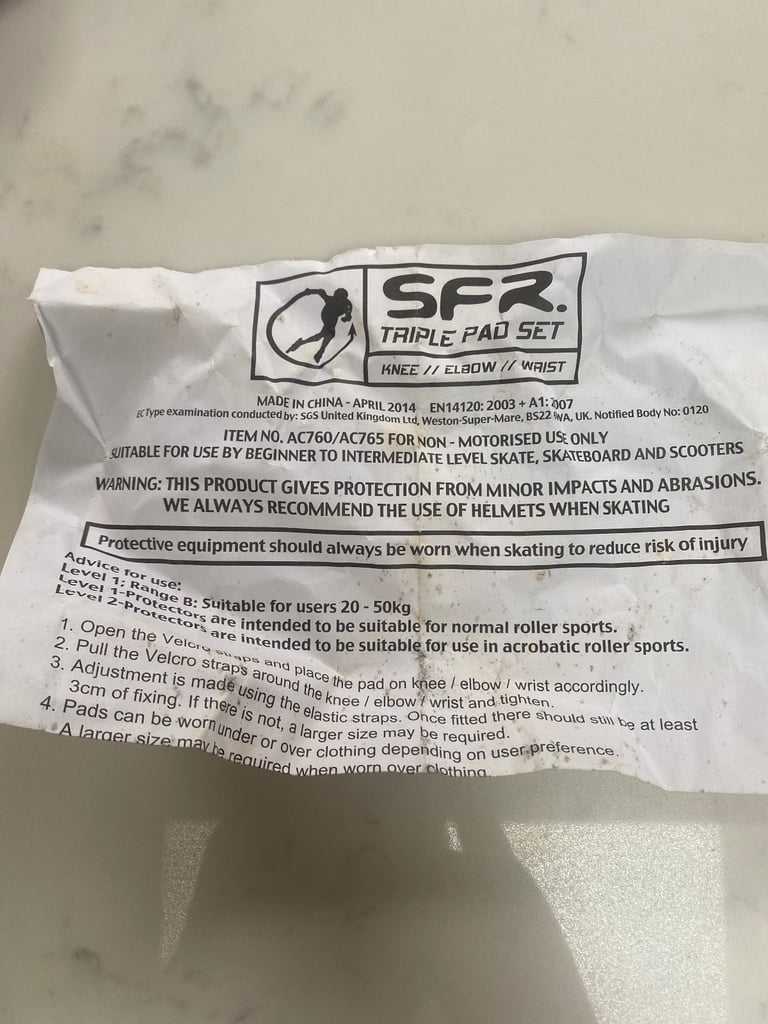 SFR.
TRIPLE PAD SET
KNEE // ELBOW // WRIST
MADE IN CHINA - APRIL 2014 EN14120: 2003 + A1: 2007
EC Type examination conducted by: SGS United Kingdom Ltd, Weston-Super-Mare, BS22 WA, UK. Notified Body No: 0120
ITEM NO. AC760/AC765 FOR NON - MOTORISED USE ONLY
SUITABLE FOR USE BY BEGINNER TO INTERMEDIATE LEVEL SKATE, SKATEBOARD AND SCOOTERS
WARNING: THIS PRODUCT GIVES PROTECTION FROM MINOR IMPACTS AND ABRASIONS.
WE ALWAYS RECOMMEND THE USE OF HELMETS WHEN SKATING
Protective equipment should always be worn when skating to reduce risk of injury
Advice for use:
Level 1; Range B: Suitable for users 20 - 50kg
Level 1-Protectors are intended to be suitable for normal roller sports.
Level 2-Protectors are intended to be suitable for use in acrobatic roller sports.
1. Open the Velcro straps and place the pad on knee / elbow / wrist accordingly.
2. Pull the Velcro straps around the knee / elbow / wrist and tighten.
3. Adjustment is made using the elastic straps. Once fitted there should still be at least
3cm of fixing. If there is not, a larger size may be required.
4. Pads can be worn under or over clothing depending on user preference.
A larger size may be required when worn over clothing.